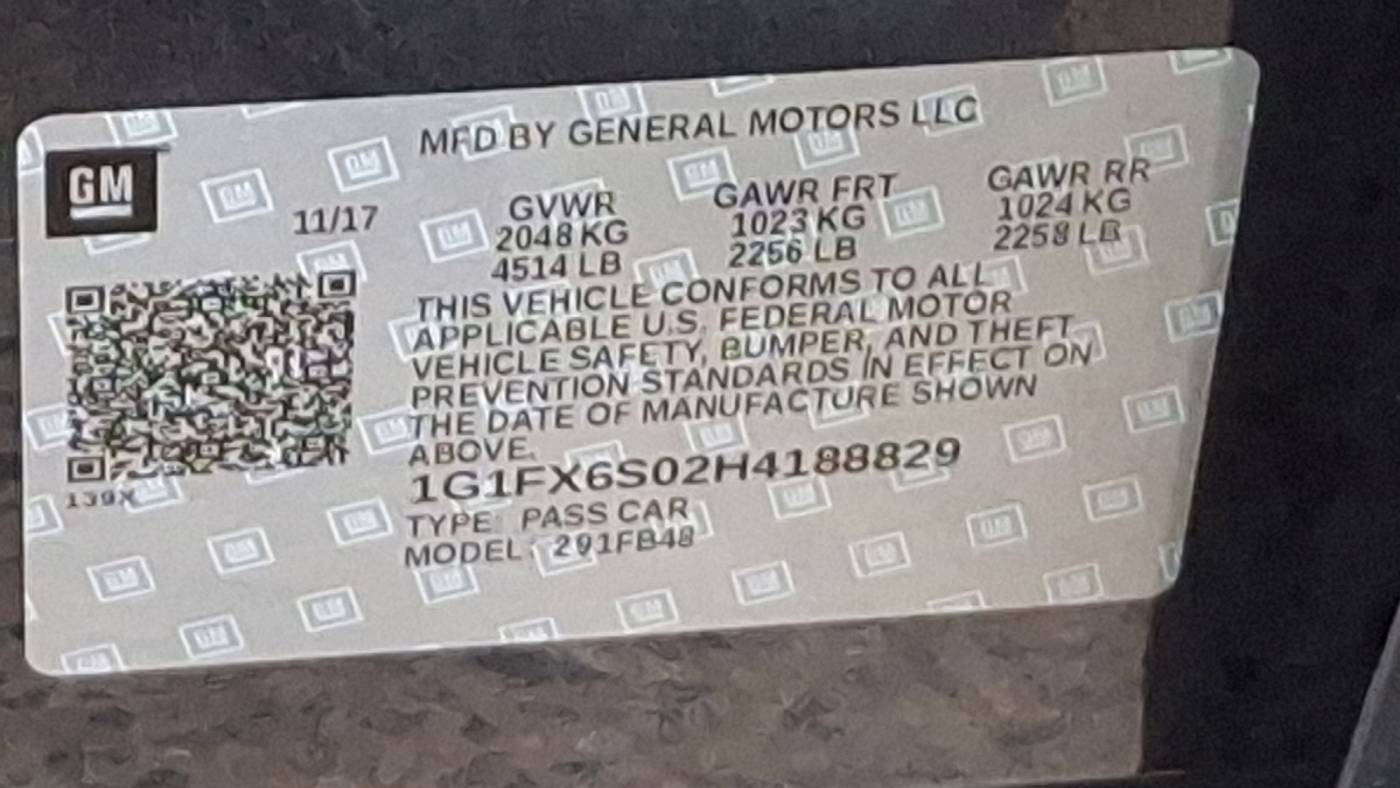 MFD BY GENERAL MOTORS LLC
GM
11/17
GVWR
2048 KG
4514 LB
GAWR FRT
1023 KG
2256 LB
GAWR RR
1024 KG
2258 LB
THIS VEHICLE CONFORMS TO ALL
APPLICABLE U.S. FEDERAL MOTOR
VEHICLE SAFETY, BUMPER, AND THEFT
PREVENTION STANDARDS IN EFFECT ON
THE DATE OF MANUFACTURE SHOWN
ABOVE.
1G1FX6S02H4188829
139X
TYPE: PASS CAR
MODEL: 291FB48